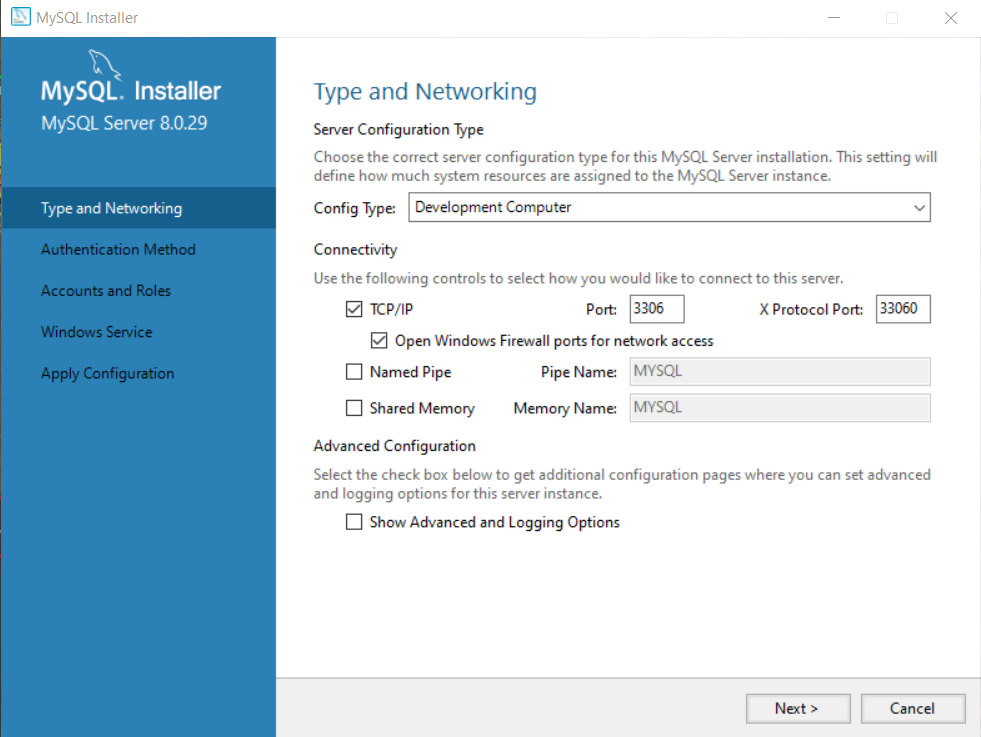 MySQL Installer
MySQL. Installer
MySQL Server 8.0.29
Type and Networking
Authentication Method
Accounts and Roles
Windows Service
Apply Configuration
Type and Networking
Server Configuration Type
Choose the correct server configuration type for this MySQL Server installation. This setting will
define how much system resources are assigned to the MySQL Server instance.
Config Type: Development Computer
Connectivity
Use the following controls to select how you would like to connect to this server.
TCP/IP Port: 3306 X Protocol Port: 33060
Open Windows Firewall ports for network access
Named Pipe Pipe Name: MYSQL
Shared Memory Memory Name: MYSQL
Advanced Configuration
Select the check box below to get additional configuration pages where you can set advanced
and logging options for this server instance.
Show Advanced and Logging Options
Next > Cancel